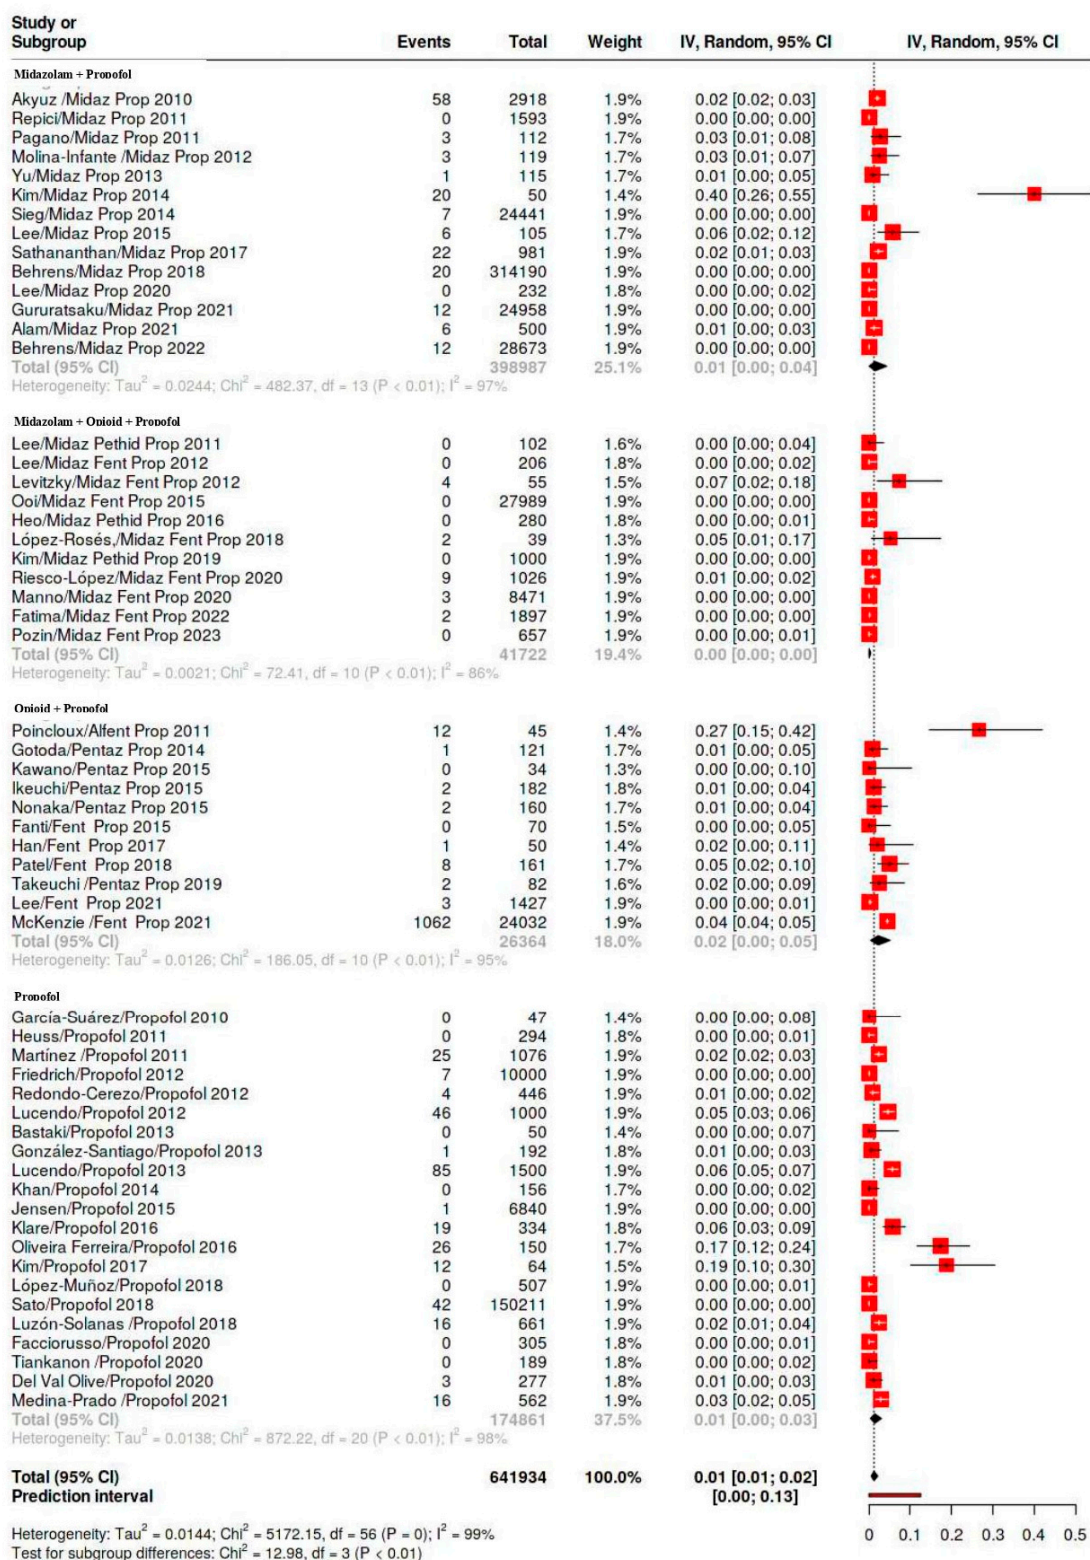 Study or
Subgroup Events Total Weight IV, Random, 95% CI IV, Random, 95% CI
Midazolam + Propofol
Akyuz /Midaz Prop 2010 58 2918 1.9% 0.02 [0.02; 0.03]
Repici/Midaz Prop 2011 0 1593 1.9% 0.00 [0.00; 0.00]
Pagano/Midaz Prop 2011 3 112 1.7% 0.03 [0.01; 0.08]
Molina-Infante /Midaz Prop 2012 3 119 1.7% 0.03 [0.01; 0.07]
Yu/Midaz Prop 2013 1 115 1.7% 0.01 [0.00; 0.05]
Kim/Midaz Prop 2014 20 50 1.4% 0.40 [0.26; 0.55]
Sieg/Midaz Prop 2014 7 24441 1.9% 0.00 [0.00; 0.00]
Lee/Midaz Prop 2015 6 105 1.7% 0.06 [0.02; 0.12]
Sathananthan/Midaz Prop 2017 22 981 1.9% 0.02 [0.01; 0.03]
Behrens/Midaz Prop 2018 20 314190 1.9% 0.00 [0.00; 0.00]
Lee/Midaz Prop 2020 0 232 1.8% 0.00 [0.00; 0.02]
Gururatsaku/Midaz Prop 2021 12 24958 1.9% 0.00 [0.00; 0.00]
Alam/Midaz Prop 2021 6 500 1.9% 0.01 [0.00; 0.03]
Behrens/Midaz Prop 2022 12 28673 1.9% 0.00 [0.00; 0.00]
Total (95% CI) 398987 25.1% 0.01 [0.00; 0.04]
Heterogeneity: Tau² = 0.0244; Chi² = 482.37, df = 13 (P < 0.01); I² = 97%
Midazolam + Opioid + Propofol
Lee/Midaz Pethid Prop 2011 0 102 1.6% 0.00 [0.00; 0.04]
Lee/Midaz Fent Prop 2012 0 206 1.8% 0.00 [0.00; 0.02]
Levitzky/Midaz Fent Prop 2012 4 55 1.5% 0.07 [0.02; 0.18]
Ooi/Midaz Fent Prop 2015 0 27989 1.9% 0.00 [0.00; 0.00]
Heo/Midaz Pethid Prop 2016 0 280 1.8% 0.00 [0.00; 0.01]
López-Rosés,/Midaz Fent Prop 2018 2 39 1.3% 0.05 [0.01; 0.17]
Kim/Midaz Pethid Prop 2019 0 1000 1.9% 0.00 [0.00; 0.00]
Riesco-López/Midaz Fent Prop 2020 9 1026 1.9% 0.01 [0.00; 0.02]
Manno/Midaz Fent Prop 2020 3 8471 1.9% 0.00 [0.00; 0.00]
Fatima/Midaz Fent Prop 2022 2 1897 1.9% 0.00 [0.00; 0.00]
Pozin/Midaz Fent Prop 2023 0 657 1.9% 0.00 [0.00; 0.01]
Total (95% CI) 41722 19.4% 0.00 [0.00; 0.00]
Heterogeneity: Tau² = 0.0021; Chi² = 72.41, df = 10 (P < 0.01); I² = 86%
Opioid + Propofol
Poincloux/Alfent Prop 2011 12 45 1.4% 0.27 [0.15; 0.42]
Gotoda/Pentaz Prop 2014 1 121 1.7% 0.01 [0.00; 0.05]
Kawano/Pentaz Prop 2015 0 34 1.3% 0.00 [0.00; 0.10]
Ikeuchi/Pentaz Prop 2015 2 182 1.8% 0.01 [0.00; 0.04]
Nonaka/Pentaz Prop 2015 2 160 1.7% 0.01 [0.00; 0.04]
Fanti/Fent Prop 2015 0 70 1.5% 0.00 [0.00; 0.05]
Han/Fent Prop 2017 1 50 1.4% 0.02 [0.00; 0.11]
Patel/Fent Prop 2018 8 161 1.7% 0.05 [0.02; 0.10]
Takeuchi /Pentaz Prop 2019 2 82 1.6% 0.02 [0.00; 0.09]
Lee/Fent Prop 2021 3 1427 1.9% 0.00 [0.00; 0.01]
McKenzie /Fent Prop 2021 1062 24032 1.9% 0.04 [0.04; 0.05]
Total (95% CI) 26364 18.0% 0.02 [0.00; 0.05]
Heterogeneity: Tau² = 0.0126; Chi² = 186.05, df = 10 (P < 0.01); I² = 95%
Propofol
García-Suárez/Propofol 2010 0 47 1.4% 0.00 [0.00; 0.08]
Heuss/Propofol 2011 0 294 1.8% 0.00 [0.00; 0.01]
Martínez /Propofol 2011 25 1076 1.9% 0.02 [0.02; 0.03]
Friedrich/Propofol 2012 7 10000 1.9% 0.00 [0.00; 0.00]
Redondo-Cerezo/Propofol 2012 4 446 1.9% 0.01 [0.00; 0.02]
Lucendo/Propofol 2012 46 1000 1.9% 0.05 [0.03; 0.06]
Bastaki/Propofol 2013 0 50 1.4% 0.00 [0.00; 0.07]
González-Santiago/Propofol 2013 1 192 1.8% 0.01 [0.00; 0.03]
Lucendo/Propofol 2013 85 1500 1.9% 0.06 [0.05; 0.07]
Khan/Propofol 2014 0 156 1.7% 0.00 [0.00; 0.02]
Jensen/Propofol 2015 1 6840 1.9% 0.00 [0.00; 0.00]
Klare/Propofol 2016 19 334 1.8% 0.06 [0.03; 0.09]
Oliveira Ferreira/Propofol 2016 26 150 1.7% 0.17 [0.12; 0.24]
Kim/Propofol 2017 12 64 1.5% 0.19 [0.10; 0.30]
López-Muñoz/Propofol 2018 0 507 1.9% 0.00 [0.00; 0.01]
Sato/Propofol 2018 42 150211 1.9% 0.00 [0.00; 0.00]
Luzón-Solanas /Propofol 2018 16 661 1.9% 0.02 [0.01; 0.04]
Facciorusso/Propofol 2020 0 305 1.8% 0.00 [0.00; 0.01]
Tiankanon /Propofol 2020 0 189 1.8% 0.00 [0.00; 0.02]
Del Val Olive/Propofol 2020 3 277 1.8% 0.01 [0.00; 0.03]
Medina-Prado /Propofol 2021 16 562 1.9% 0.03 [0.02; 0.05]
Total (95% CI) 174861 37.5% 0.01 [0.00; 0.03]
Heterogeneity: Tau² = 0.0138; Chi² = 872.22, df = 20 (P < 0.01); I² = 98%
Total (95% CI) 641934 100.0% 0.01 [0.01; 0.02]
Prediction interval [0.00; 0.13]
0 0.1 0.2 0.3 0.4 0.5
Heterogeneity: Tau² = 0.0144; Chi² = 5172.15, df = 56 (P = 0); I² = 99%
Test for subgroup differences: Chi² = 12.98, df = 3 (P < 0.01)